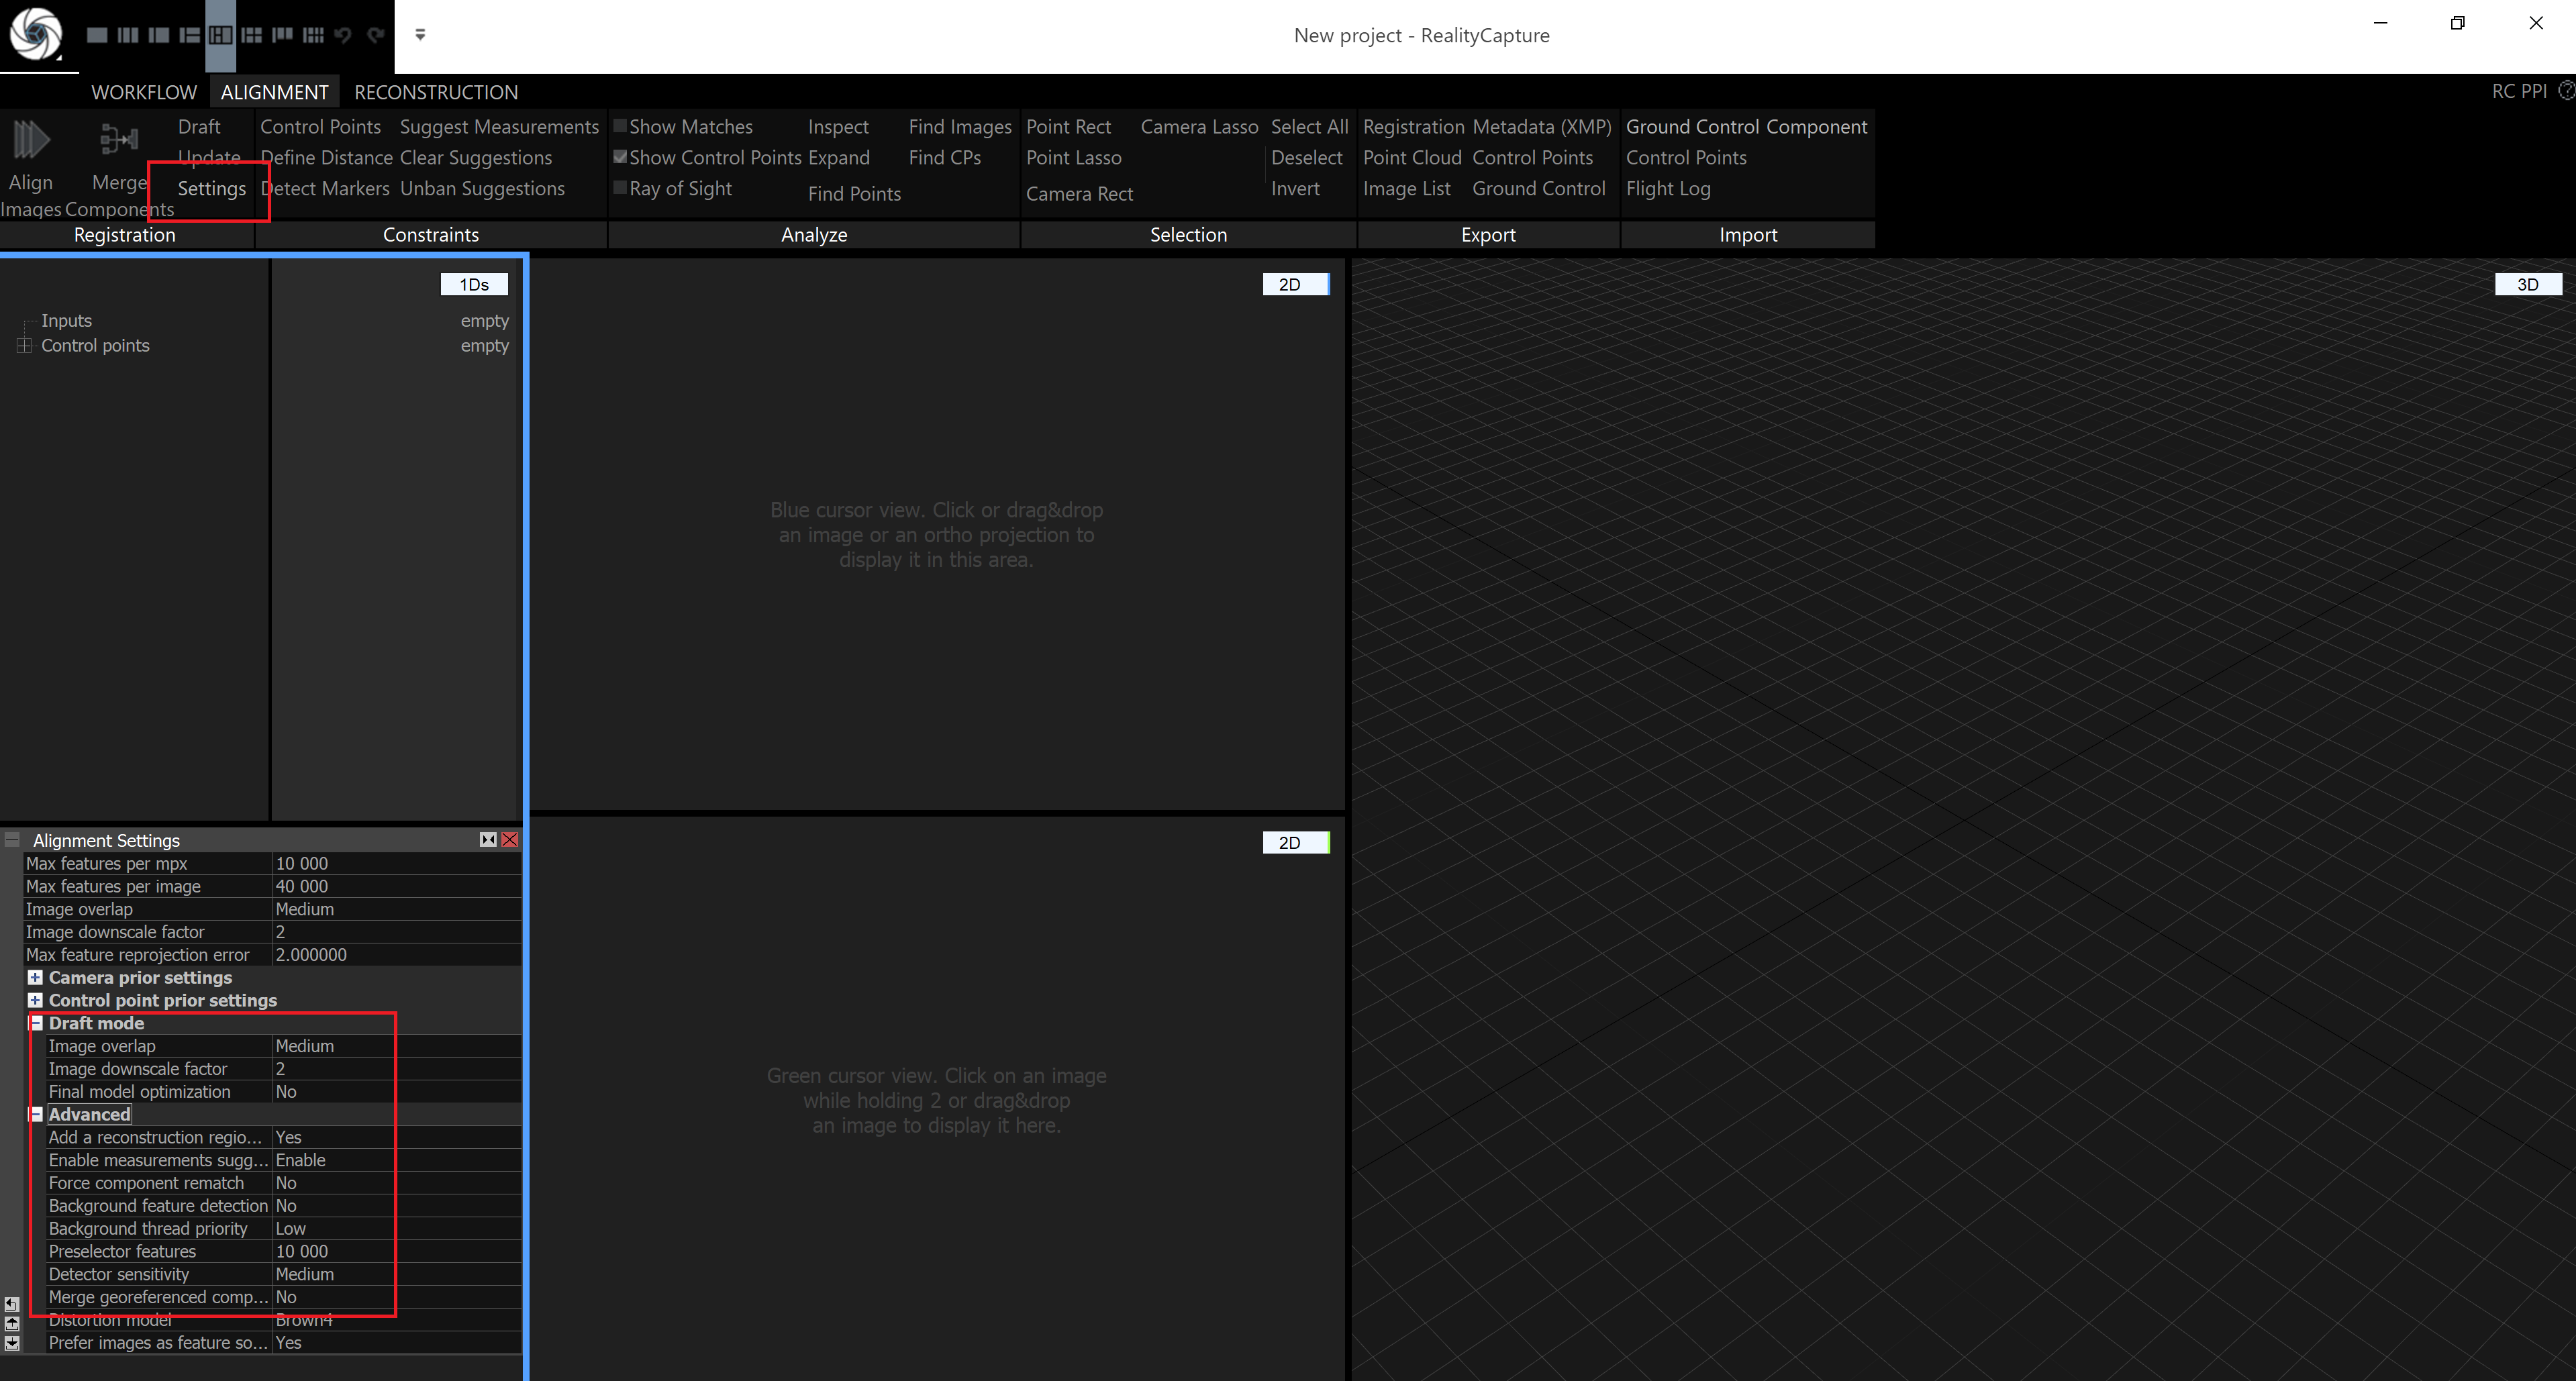 New project - RealityCapture
WORKFLOW ALIGNMENT RECONSTRUCTION
RC PPI
Draft Control Points Suggest Measurements Show Matches Inspect Find Images Point Rect Camera Lasso Select All Registration Metadata (XMP) Ground Control Component
Update Define Distance Clear Suggestions Show Control Points Expand Find CPs Point Lasso Deselect Point Cloud Control Points Control Points
Align Merge Settings Detect Markers Unban Suggestions Ray of Sight Find Points Camera Rect Invert Image List Ground Control Flight Log
Images Components
Registration Constraints Analyze Selection Export Import
1Ds
2D
3D
Inputs empty
Control points empty
Blue cursor view. Click or drag&drop
an image or an ortho projection to
display it in this area.
2D
Green cursor view. Click on an image
while holding 2 or drag&drop
an image to display it here.
Alignment Settings
Max features per mpx 10 000
Max features per image 40 000
Image overlap Medium
Image downscale factor 2
Max feature reprojection error 2.000000
Camera prior settings
Control point prior settings
Draft mode
Image overlap Medium
Image downscale factor 2
Final model optimization No
Advanced
Add a reconstruction regio... Yes
Enable measurements sugg... Enable
Force component rematch No
Background feature detection No
Background thread priority Low
Preselector features 10 000
Detector sensitivity Medium
Merge georeferenced comp... No
Distortion model Brown4
Prefer images as feature so... Yes